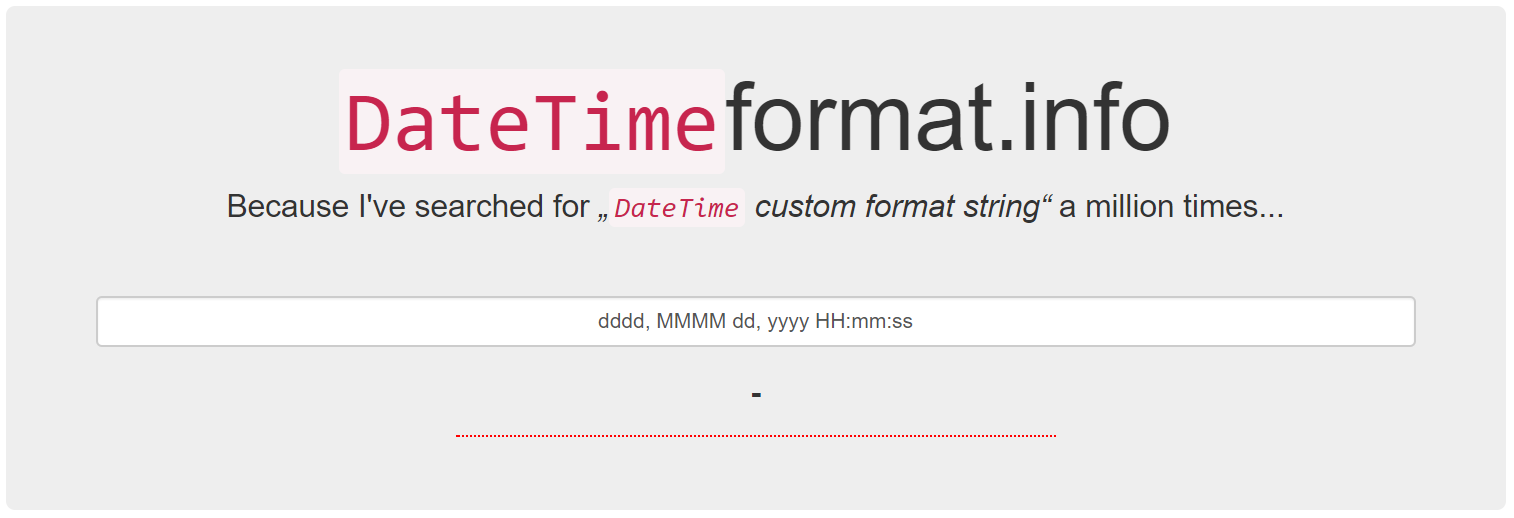 DateTimeformat.info
Because I've searched for „DateTime custom format string“ a million times...
dddd, MMMM dd, yyyy HH:mm:ss
-